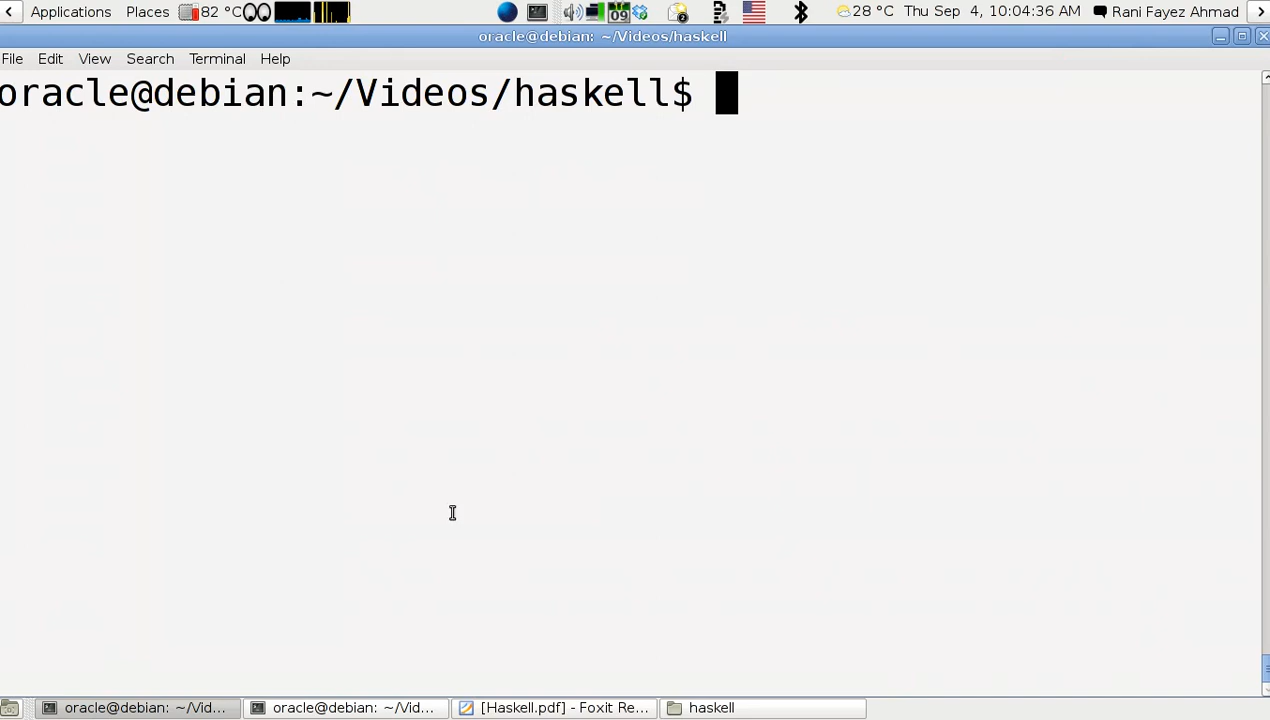 Applications Places 82 °C 09 2 28 °C Thu Sep 4, 10:04:36 AM Rani Fayez Ahmad
oracle@debian: ~/Videos/haskell
File Edit View Search Terminal Help
oracle@debian:~/Videos/haskell$
oracle@debian: ~/Vid... oracle@debian: ~/Vid... [Haskell.pdf] - Foxit Re... haskell